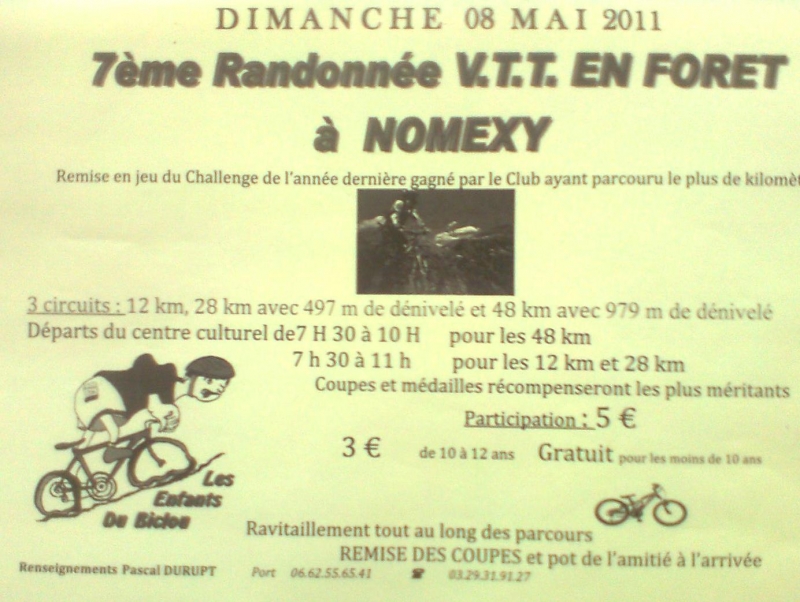 DIMANCHE 08 MAI 2011
7ème Randonnée V.T.T. EN FORET
à NOMEXY
Remise en jeu du Challenge de l'année dernière gagné par le Club ayant parcouru le plus de kilomèt
3 circuits : 12 km, 28 km avec 497 m de dénivelé et 48 km avec 979 m de dénivelé
Départs du centre culturel de7 H 30 à 10 H pour les 48 km
7 h 30 à 11 h pour les 12 km et 28 km
Coupes et médailles récompenseront les plus méritants
Participation : 5 €
3 € de 10 à 12 ans Gratuit pour les moins de 10 ans
Les
Enfants
Du Biclou
Ravitaillement tout au long des parcours
REMISE DES COUPES et pot de l'amitié à l'arrivée
Renseignements Pascal DURUPT Port 06.62.55.65.41 ☎ 03.29.31.91.27